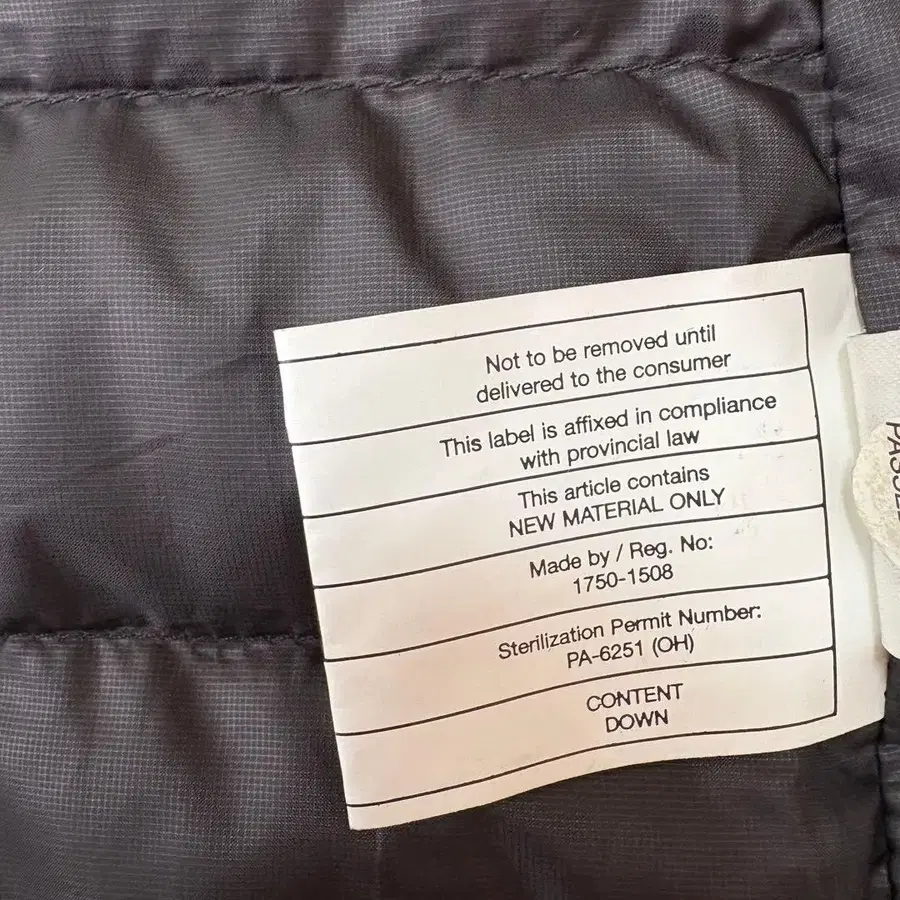 Not to be removed until
delivered to the consumer
This label is affixed in compliance
with provincial law
This article contains
NEW MATERIAL ONLY
Made by / Reg. No:
1750-1508
Sterilization Permit Number:
PA-6251 (OH)
CONTENT
DOWN